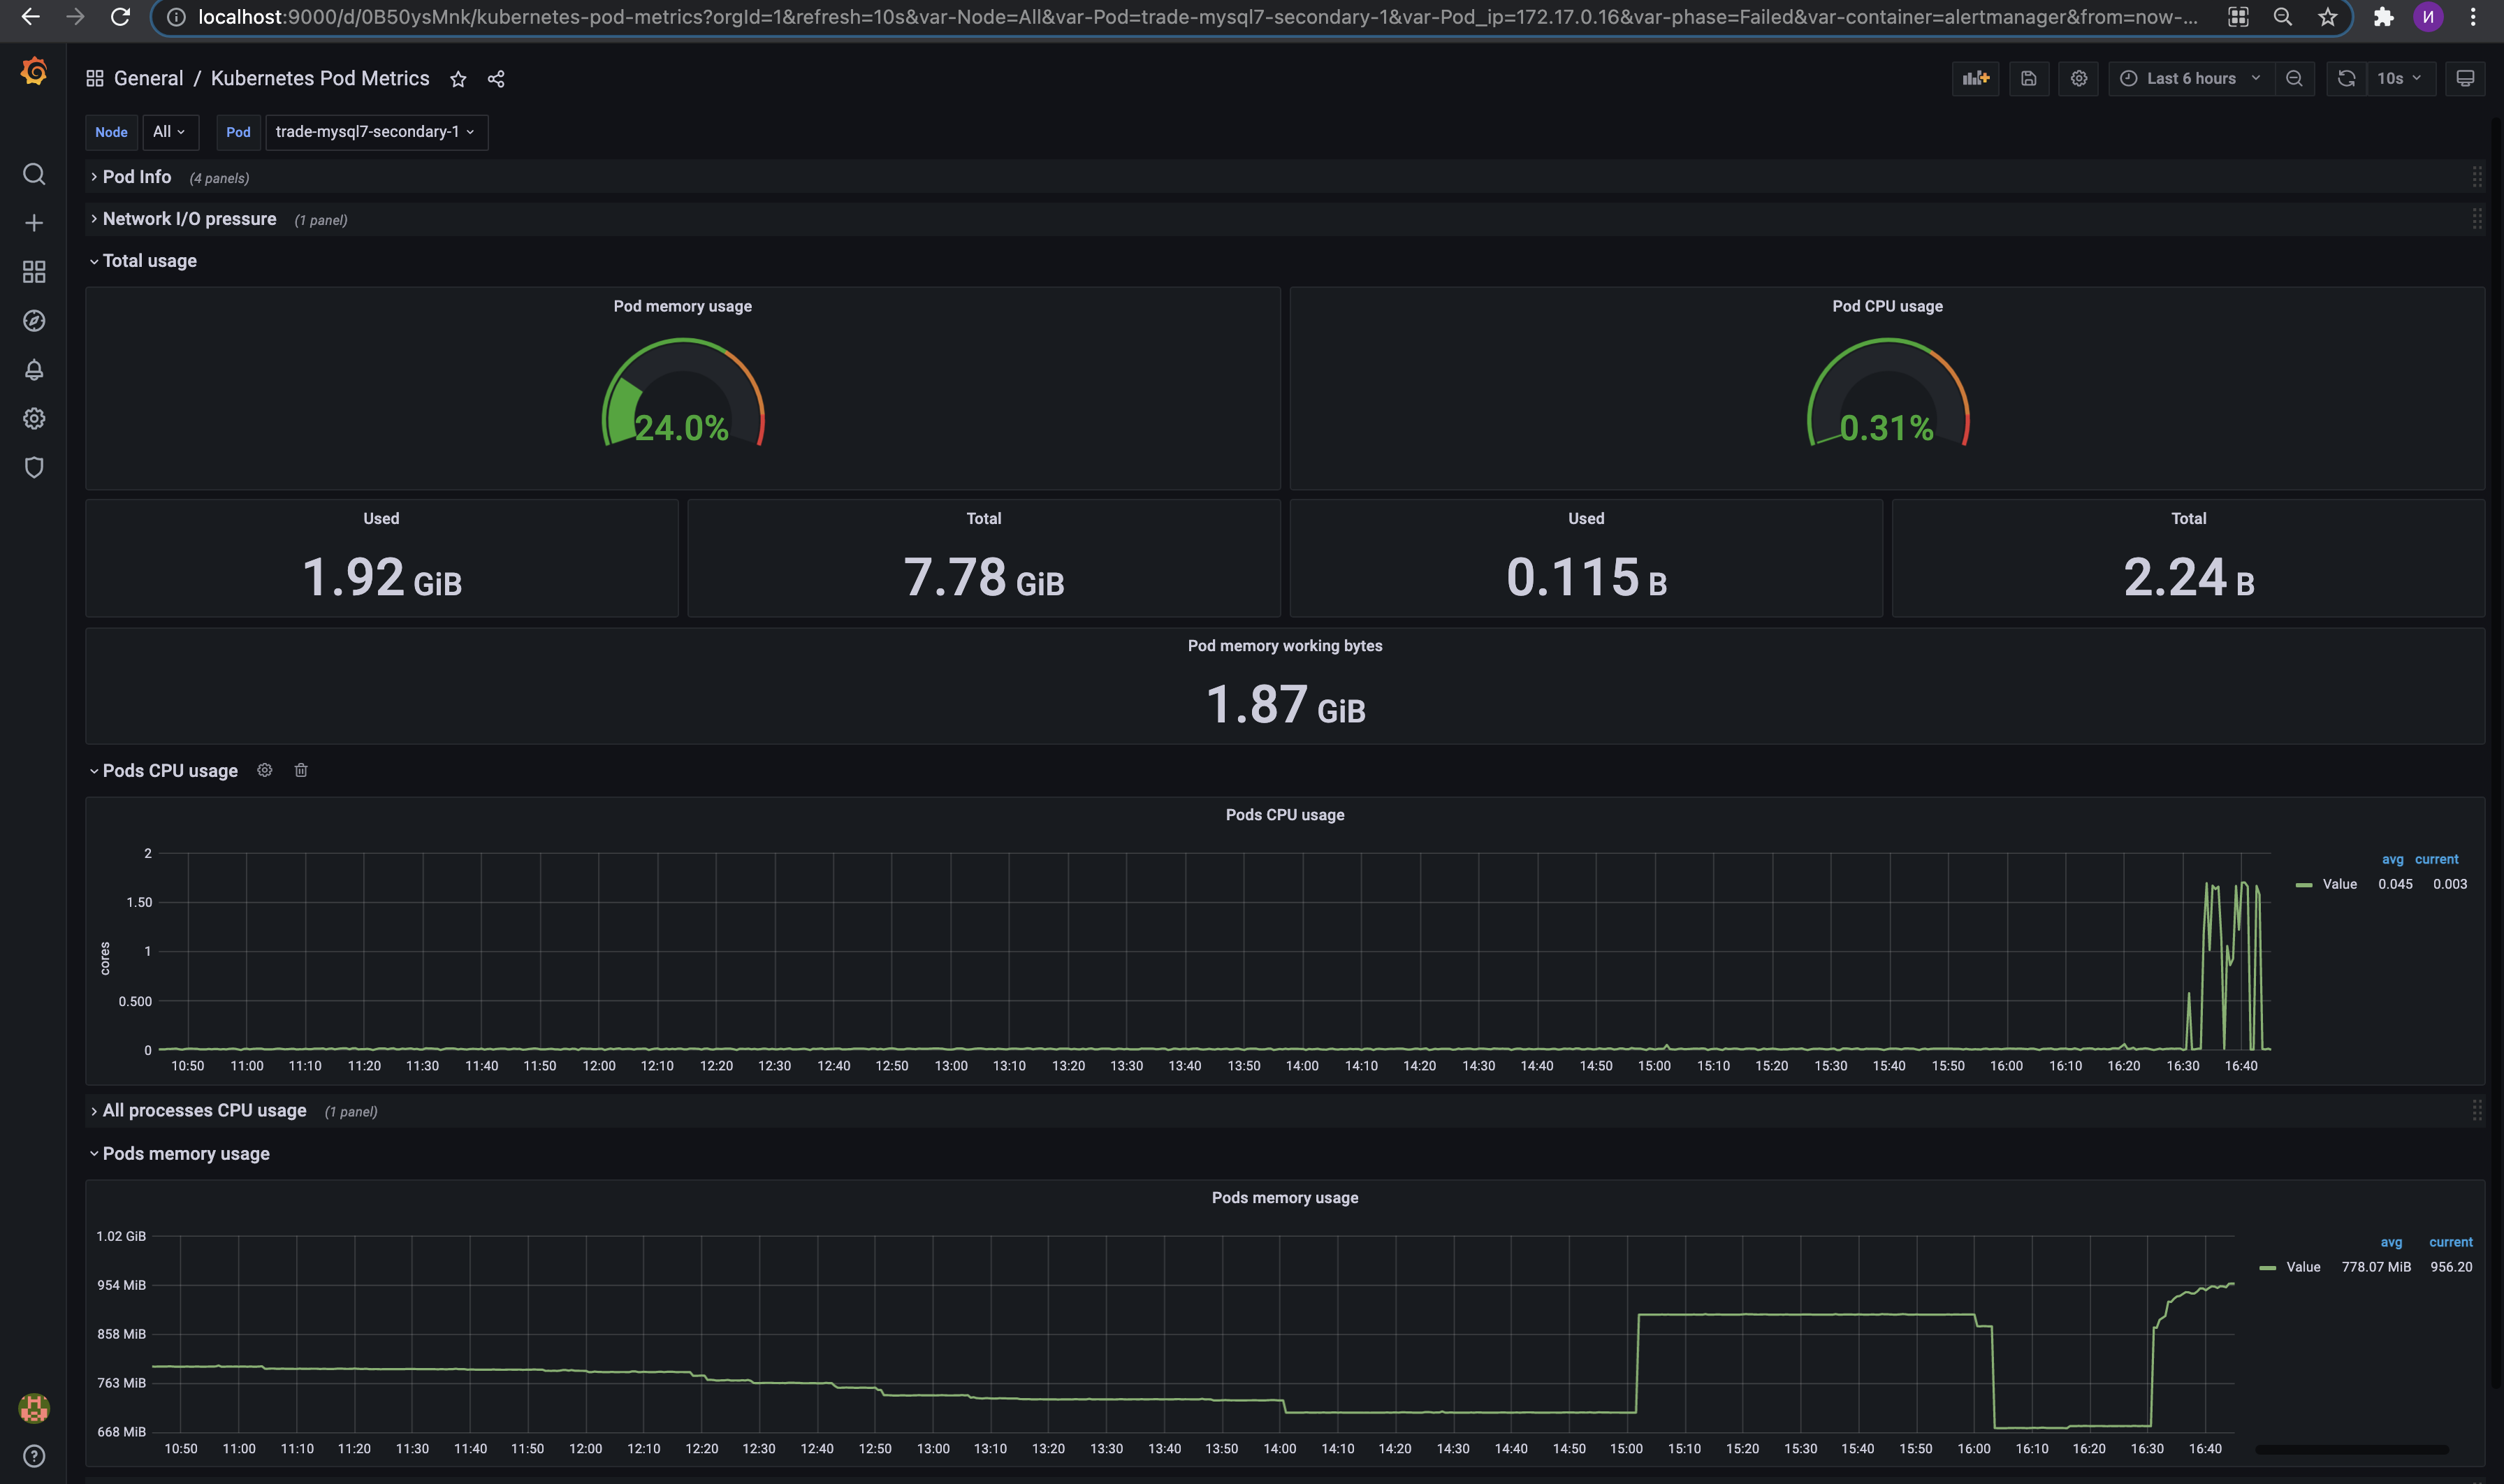 localhost:9000/d/0B50ysMnk/kubernetes-pod-metrics?orgId=1&refresh=10s&var-Node=All&var-Pod=trade-mysql7-secondary-1&var-Pod_ip=172.17.0.16&var-phase=Failed&var-container=alertmanager&from=now-... И
General / Kubernetes Pod Metrics Last 6 hours 10s
Node All Pod trade-mysql7-secondary-1
Pod Info (4 panels)
Network I/O pressure (1 panel)
Total usage
Pod memory usage Pod CPU usage
24.0% 0.31%
Used Total Used Total
1.92 GiB 7.78 GiB 0.115 B 2.24 B
Pod memory working bytes
1.87 GiB
Pods CPU usage
Pods CPU usage
2
1.50
1
0.500
0
cores
avg current
Value 0.045 0.003
10:50 11:00 11:10 11:20 11:30 11:40 11:50 12:00 12:10 12:20 12:30 12:40 12:50 13:00 13:10 13:20 13:30 13:40 13:50 14:00 14:10 14:20 14:30 14:40 14:50 15:00 15:10 15:20 15:30 15:40 15:50 16:00 16:10 16:20 16:30 16:40
All processes CPU usage (1 panel)
Pods memory usage
Pods memory usage
1.02 GiB
954 MiB
858 MiB
763 MiB
668 MiB
avg current
Value 778.07 MiB 956.20
10:50 11:00 11:10 11:20 11:30 11:40 11:50 12:00 12:10 12:20 12:30 12:40 12:50 13:00 13:10 13:20 13:30 13:40 13:50 14:00 14:10 14:20 14:30 14:40 14:50 15:00 15:10 15:20 15:30 15:40 15:50 16:00 16:10 16:20 16:30 16:40